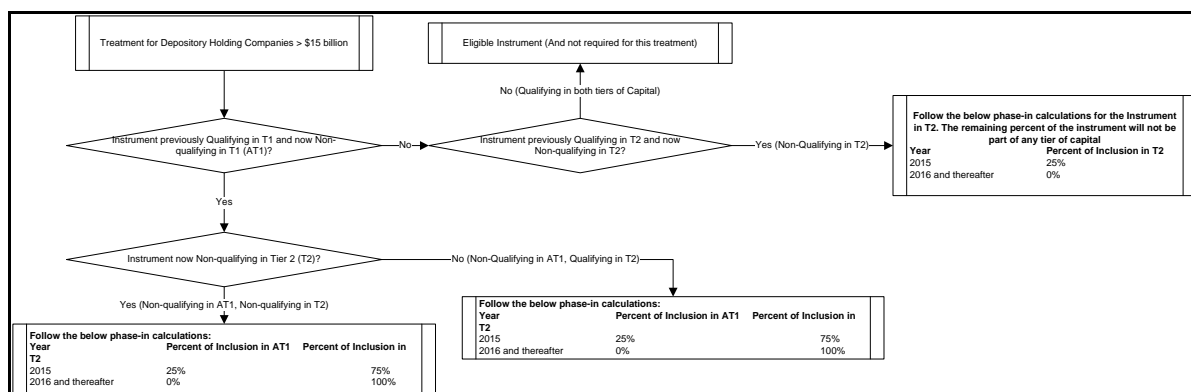 Treatment for Depository Holding Companies > $15 billion
Eligible Instrument (And not required for this treatment)
No (Qualifying in both tiers of Capital)
Instrument previously Qualifying in T1 and now Non-
qualifying in T1 (AT1)?
No
Instrument previously Qualifying in T2 and now
Non-qualifying in T2?
Yes (Non-Qualifying in T2)
Follow the below phase-in calculations for the Instrument
in T2. The remaining percent of the instrument will not be
part of any tier of capital
Year Percent of Inclusion in T2
2015 25%
2016 and thereafter 0%
Yes
Instrument now Non-qualifying in Tier 2 (T2)?
No (Non-Qualifying in AT1, Qualifying in T2)
Yes (Non-qualifying in AT1, Non-qualifying in T2)
Follow the below phase-in calculations:
Year Percent of Inclusion in AT1 Percent of Inclusion in
T2
2015 25% 75%
2016 and thereafter 0% 100%
Follow the below phase-in calculations:
Year Percent of Inclusion in AT1 Percent of Inclusion in
T2
2015 25% 75%
2016 and thereafter 0% 100%